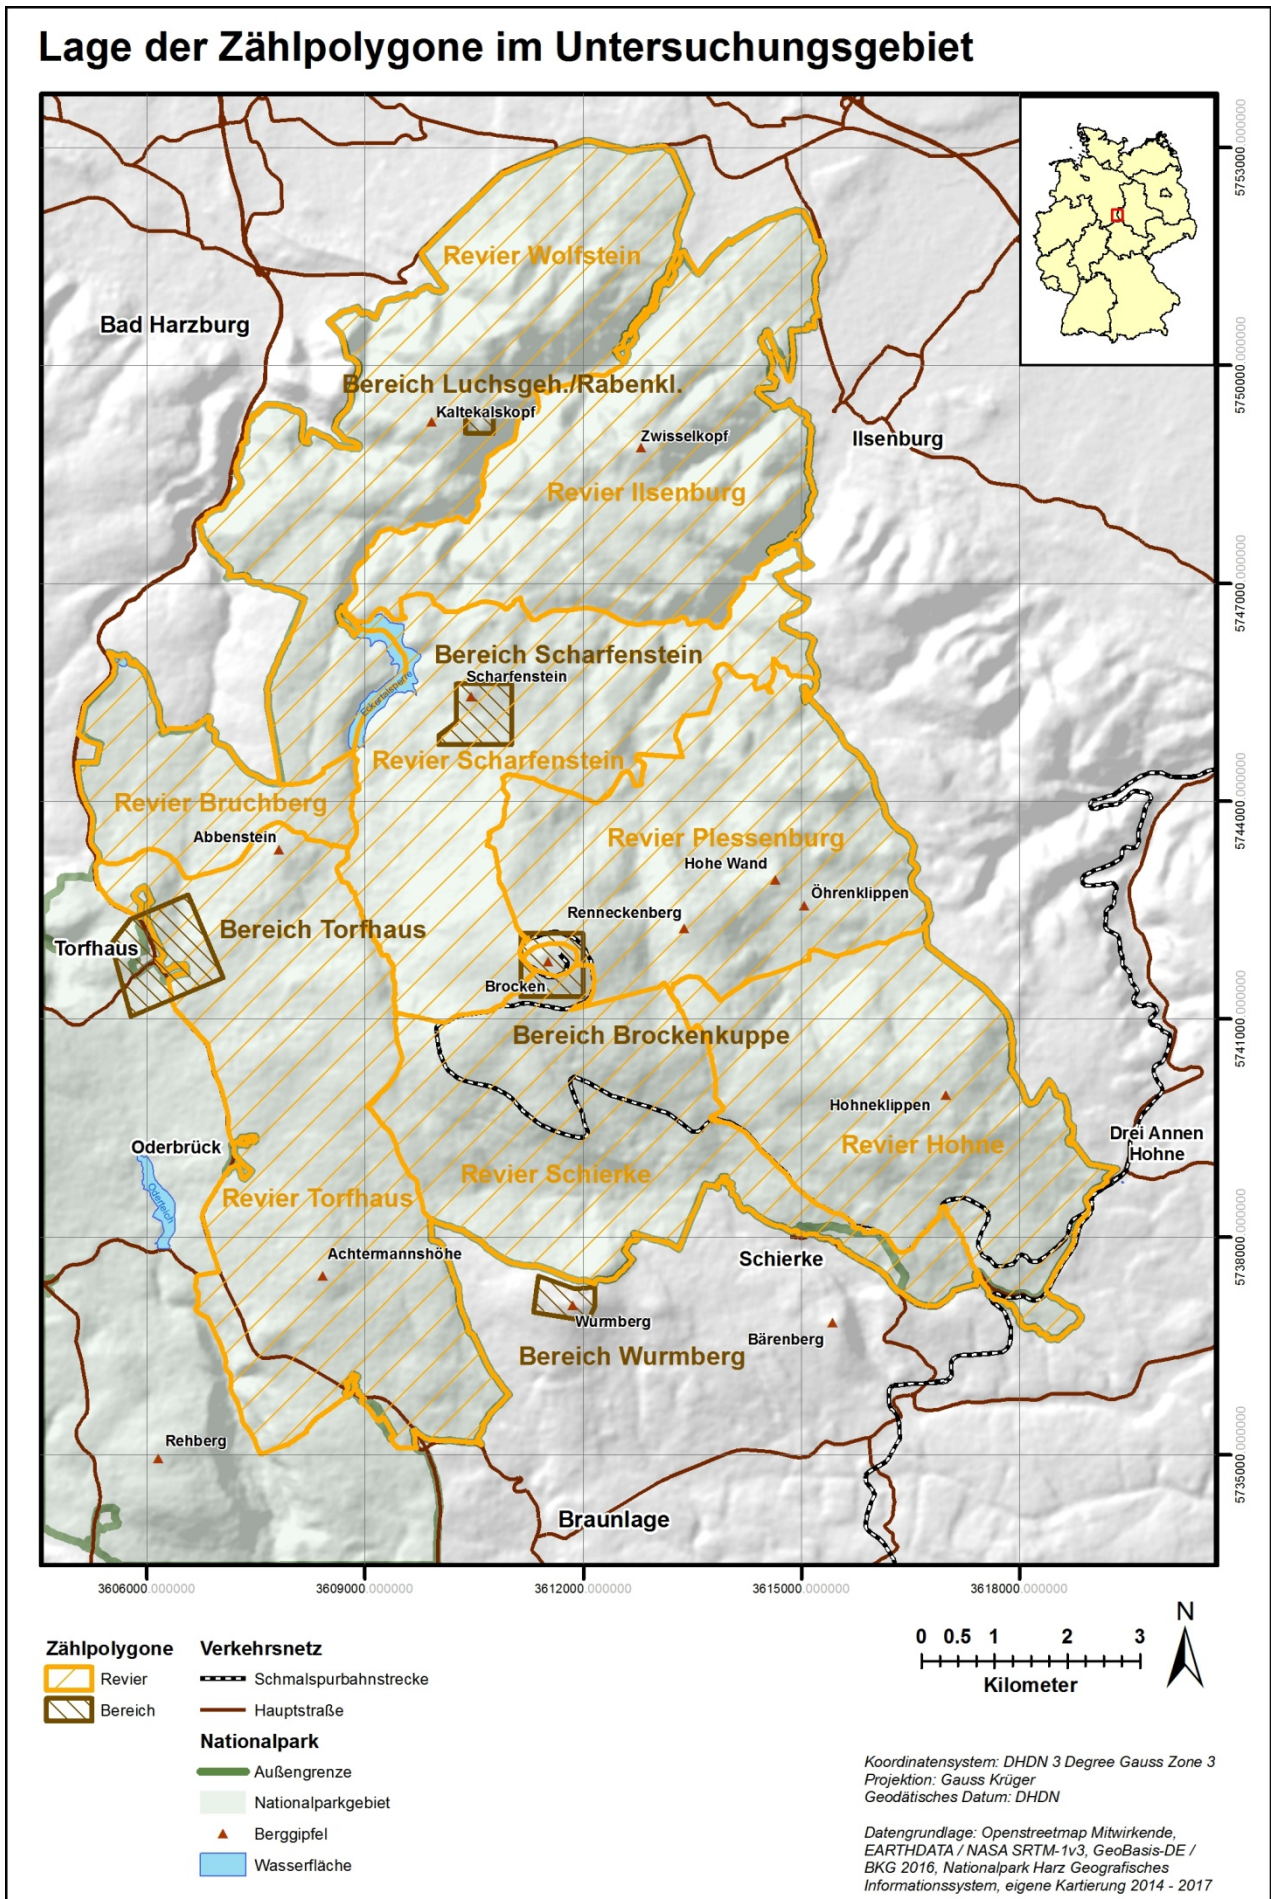 Lage der Zählpolygone im Untersuchungsgebiet
5753000.000000
Revier Wolfstein
Bad Harzburg
5750000.000000
Bereich Luchsgeh./Rabenkl.
Kaltekalskopf
Zwisselkopf
Ilsenburg
Revier Ilsenburg
5747000.000000
Bereich Scharfenstein
Scharfenstein
Eckertalsperre
Revier Scharfenstein
5744000.000000
Revier Bruchberg
Abbenstein
Revier Plessenburg
Hohe Wand
Öhrenklippen
Renneckenberg
Bereich Torfhaus
Torfhaus
Brocken
5741000.000000
Bereich Brockenkuppe
Hohneklippen
Drei Annen
Hohne
Oderbrück
Revier Hohne
Revier Schierke
Oderteich
Revier Torfhaus
5738000.000000
Achtermannshöhe
Schierke
Wurmberg
Bärenberg
Bereich Wurmberg
Rehberg
5735000.000000
Braunlage
3606000.000000
3609000.000000
3612000.000000
3615000.000000
3618000.000000
Zählpolygone
Revier
Bereich
Verkehrsnetz
Schmalspurbahnstrecke
Hauptstraße
Nationalpark
Außengrenze
Nationalparkgebiet
Berggipfel
Wasserfläche
0 0.5 1 2 3
Kilometer
N
Koordinatensystem: DHDN 3 Degree Gauss Zone 3
Projektion: Gauss Krüger
Geodätisches Datum: DHDN
Datengrundlage: Openstreetmap Mitwirkende,
EARTHDATA / NASA SRTM-1v3, GeoBasis-DE /
BKG 2016, Nationalpark Harz Geografisches
Informationssystem, eigene Kartierung 2014 - 2017